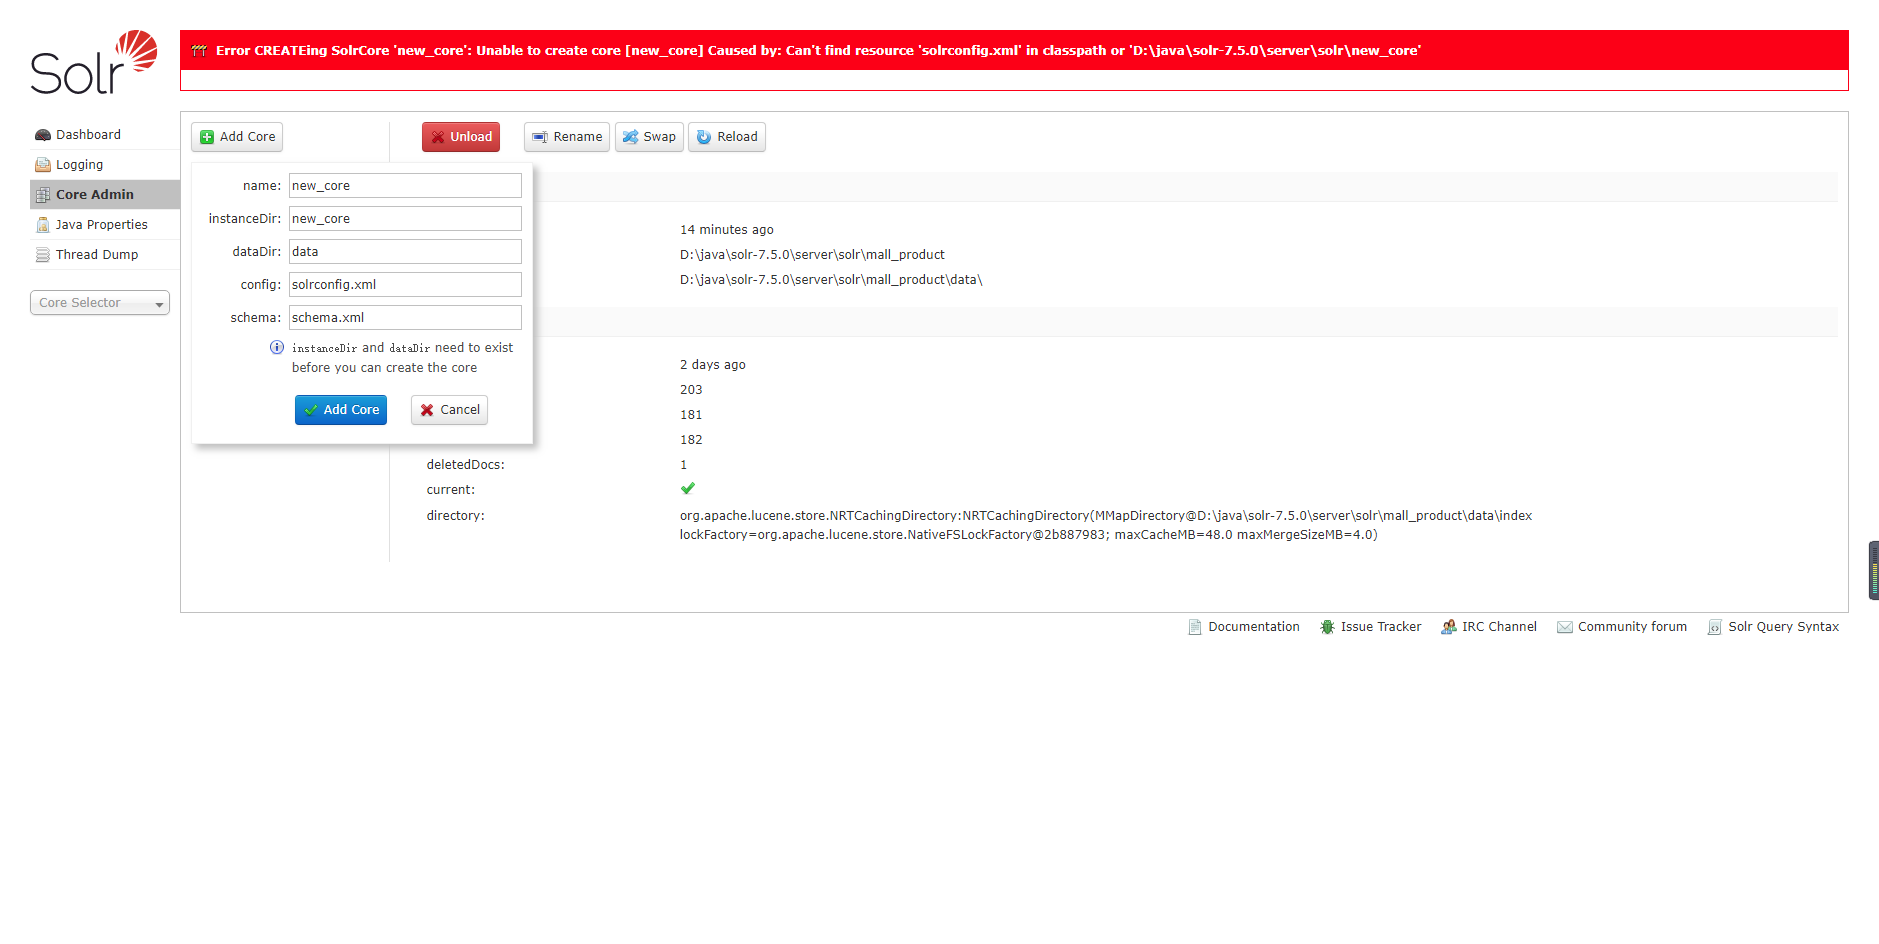 Solr
Error CREATEing SolrCore 'new_core': Unable to create core [new_core] Caused by: Can't find resource 'solrconfig.xml' in classpath or 'D:\java\solr-7.5.0\server\solr\new_core'
Dashboard
Logging
Core Admin
Java Properties
Thread Dump
Core Selector
Add Core
Unload
Rename
Swap
Reload
name: new_core
instanceDir: new_core
dataDir: data
config: solrconfig.xml
schema: schema.xml
instanceDir and dataDir need to exist
before you can create the core
Add Core
Cancel
14 minutes ago
D:\java\solr-7.5.0\server\solr\mall_product
D:\java\solr-7.5.0\server\solr\mall_product\data\
2 days ago
203
181
182
deletedDocs: 1
current:
directory: org.apache.lucene.store.NRTCachingDirectory:NRTCachingDirectory(MMapDirectory@D:\java\solr-7.5.0\server\solr\mall_product\data\index
lockFactory=org.apache.lucene.store.NativeFSLockFactory@2b887983; maxCacheMB=48.0 maxMergeSizeMB=4.0)
Documentation
Issue Tracker
IRC Channel
Community forum
Solr Query Syntax